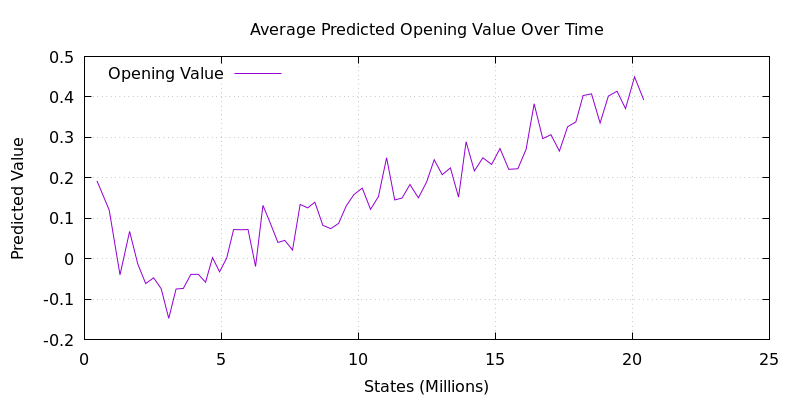 Average Predicted Opening Value Over Time
0.5
Opening Value
0.4
0.3
0.2
0.1
0
-0.1
-0.2
Predicted Value
0 5 10 15 20 25
States (Millions)